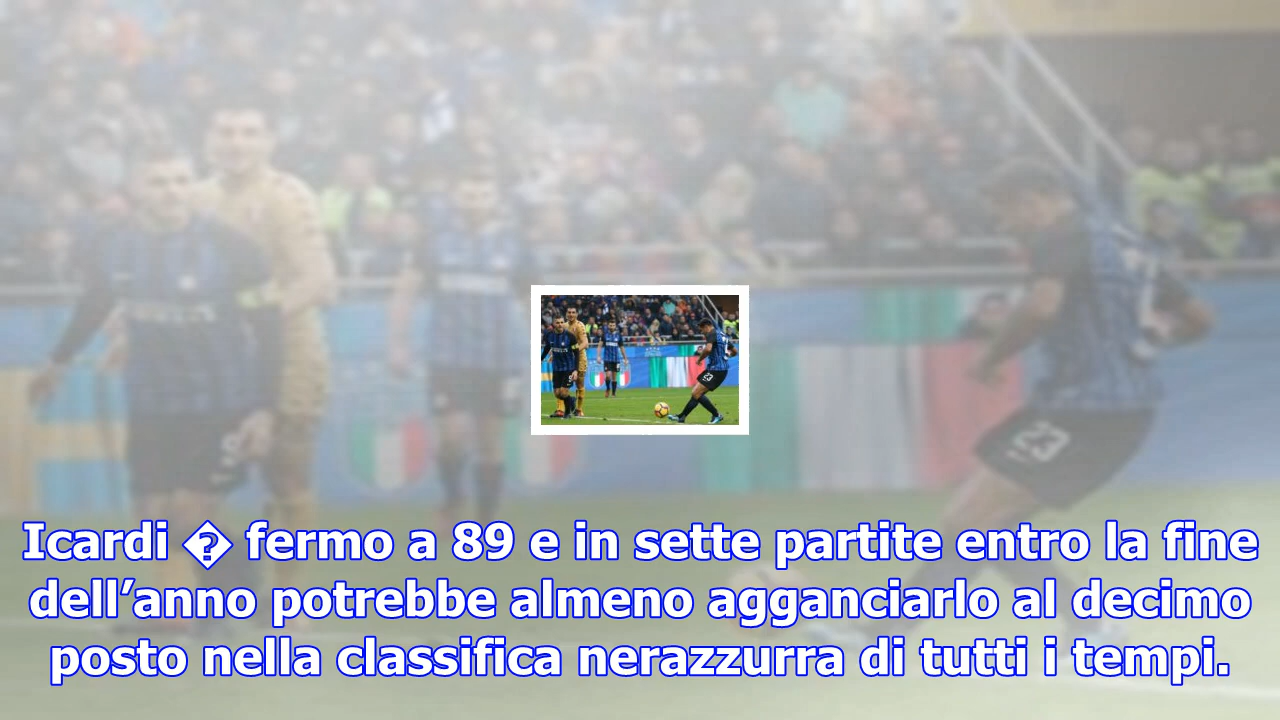 Icardi � fermo a 89 e in sette partite entro la fine
dell’anno potrebbe almeno agganciarlo al decimo
posto nella classifica nerazzurra di tutti i tempi.
23